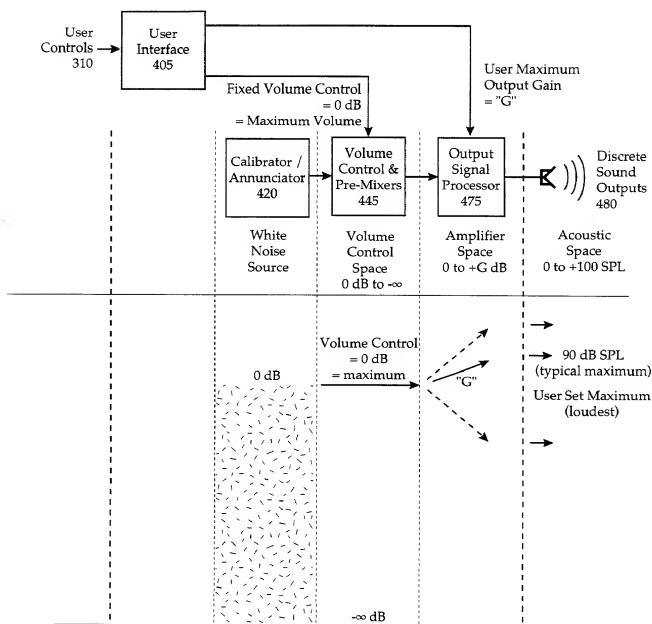 User
Controls
310
User
Interface
405
Fixed Volume Control
= 0 dB
= Maximum Volume
User Maximum
Output Gain
= "G"
Calibrator /
Annunciator
420
Volume
Control &
Pre-Mixers
445
Output
Signal
Processor
475
Discrete
Sound
Outputs
480
White
Noise
Source
Volume
Control
Space
0 dB to -∞
Amplifier
Space
0 to +G dB
Acoustic
Space
0 to +100 SPL
0 dB
Volume Control
= 0 dB
= maximum
"G"
90 dB SPL
(typical maximum)
User Set Maximum
(loudest)
-∞ dB